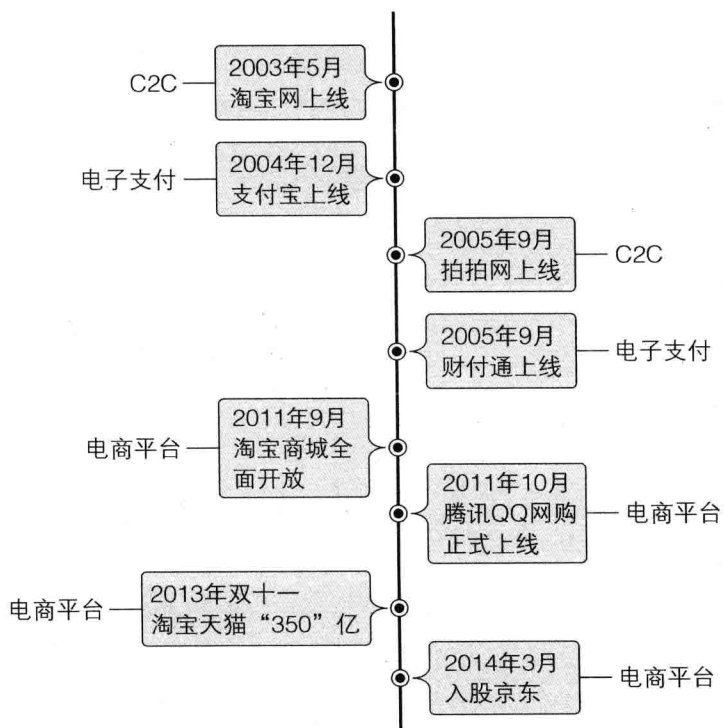 C2C
2003年5月
淘宝网上线
电子支付
2004年12月
支付宝上线
2005年9月
拍拍网上线
C2C
2005年9月
财付通上线
电子支付
电商平台
2011年9月
淘宝商城全
面开放
2011年10月
腾讯QQ网购
正式上线
电商平台
电商平台
2013年双十一
淘宝天猫“350”亿
2014年3月
入股京东
电商平台